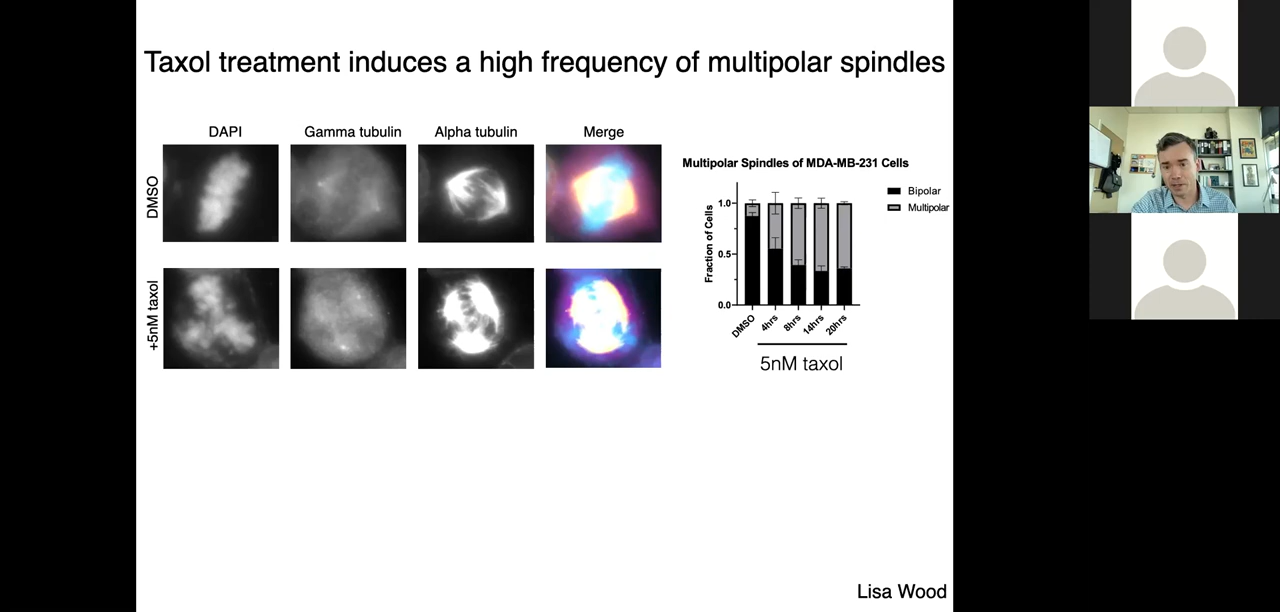 Taxol treatment induces a high frequency of multipolar spindles
DAPI
Gamma tubulin
Alpha tubulin
Merge
DMSO
+5nM taxol
Multipolar Spindles of MDA-MB-231 Cells
Bipolar
Multipolar
Fraction of Cells
1.0
0.5
0.0
DMSO
4hrs
8hrs
14hrs
20hrs
5nM taxol
Lisa Wood